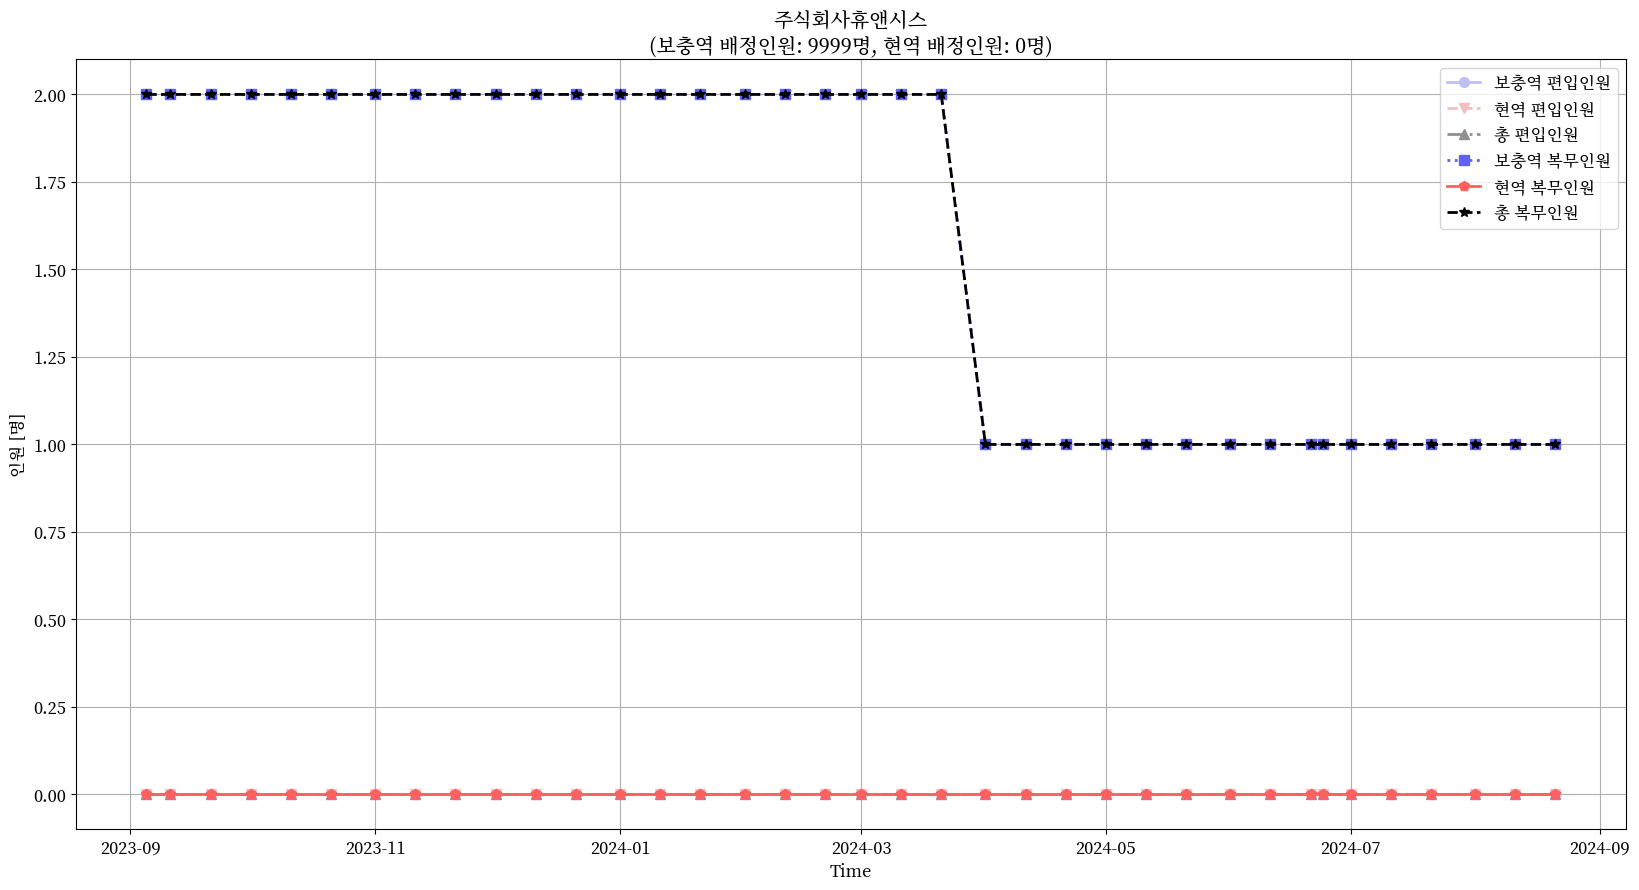 주식회사휴앤시스
(보충역 배정인원: 9999명, 현역 배정인원: 0명)
보충역 편입인원
현역 편입인원
총 편입인원
보충역 복무인원
현역 복무인원
총 복무인원
인원 [명]
2.00
1.75
1.50
1.25
1.00
0.75
0.50
0.25
0.00
2023-09
2023-11
2024-01
2024-03
2024-05
2024-07
2024-09
Time